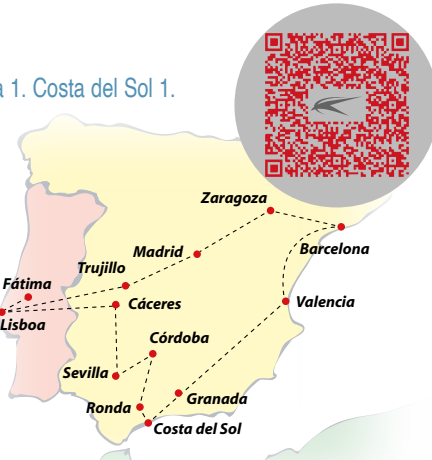 1. Costa del Sol 1.
Zaragoza
Barcelona
Madrid
Trujillo
Fátima
Cáceres
Valencia
Lisboa
Córdoba
Sevilla
Granada
Ronda
Costa del Sol